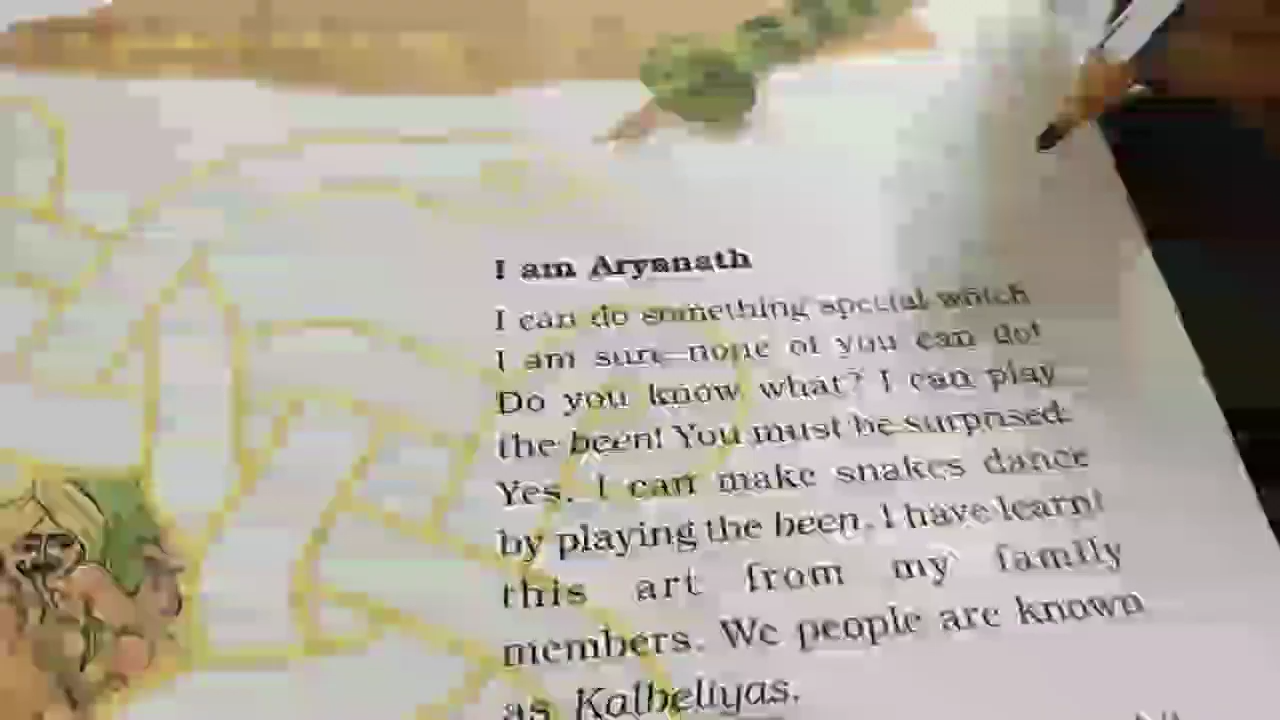 I am Aryanath
I can do something special which
I am sure none of you can do!
Do you know what? I can play
the been! You must be surprised.
Yes, I can make snakes dance
by playing the been. I have learnt
this art from my family
members. We people are known
as Kalbeliyas.